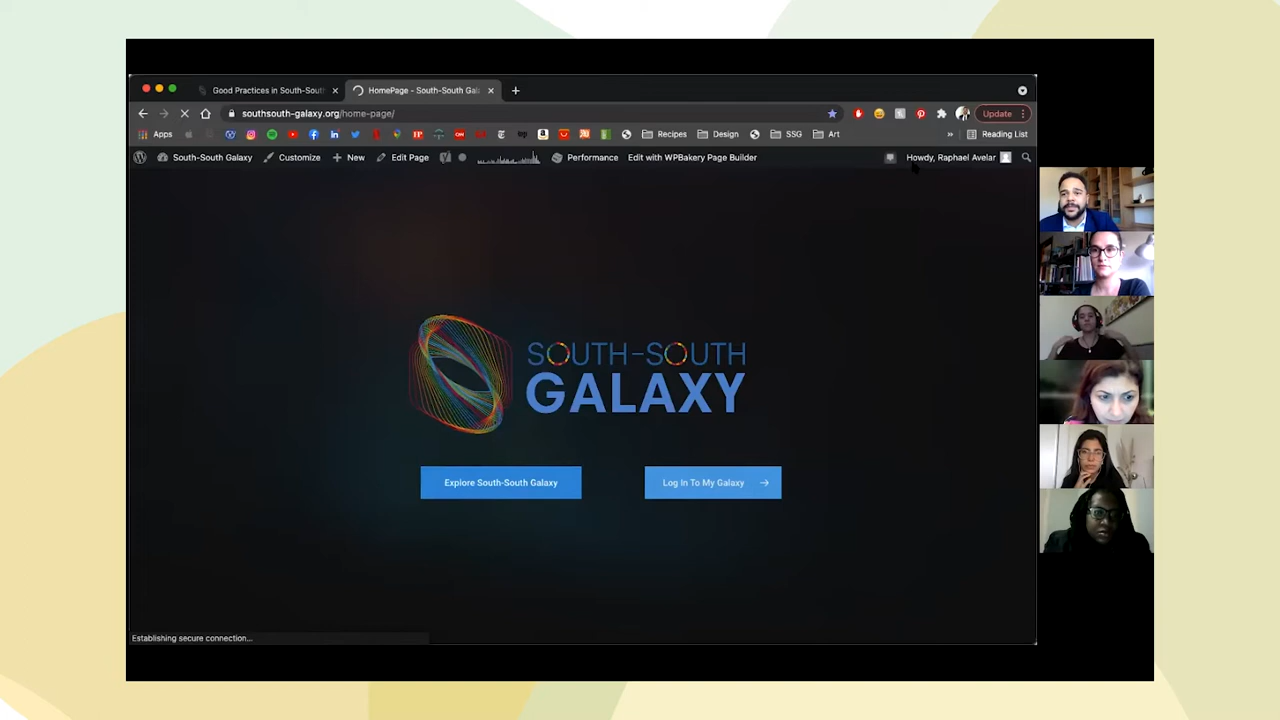 Good Practices in South-Sout
HomePage - South-South Gal
southsouth-galaxy.org/home-page/
Update
Apps
Recipes
Design
SSG
Art
Reading List
South-South Galaxy
Customize
New
Edit Page
Performance
Edit with WPBakery Page Builder
Howdy, Raphael Avelar
SOUTH-SOUTH
GALAXY
Explore South-South Galaxy
Log In To My Galaxy
Establishing secure connection...